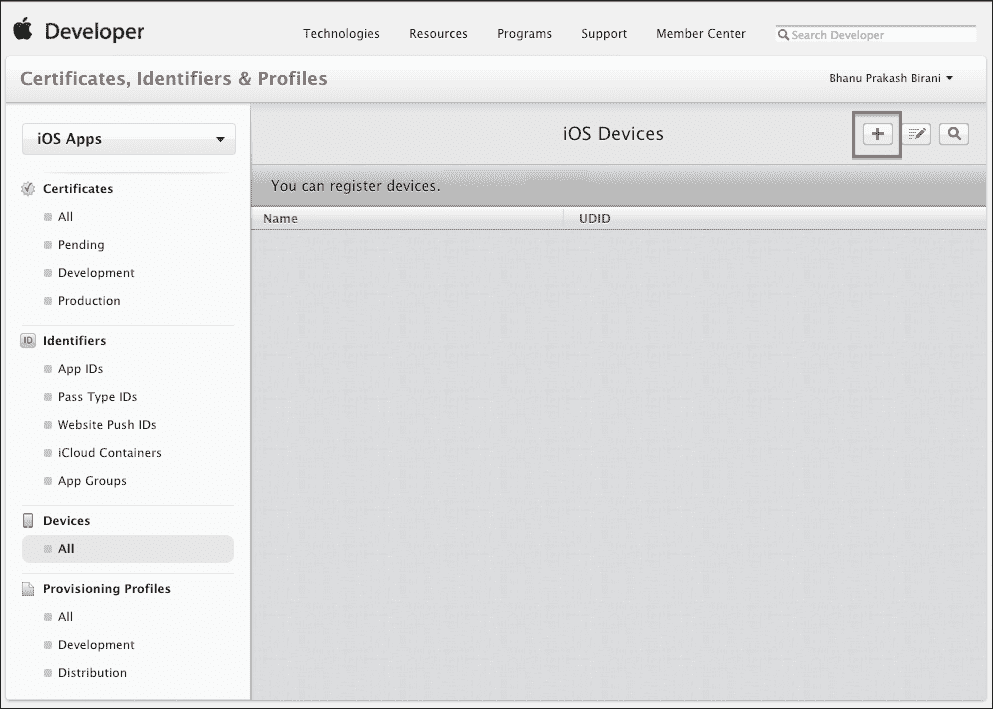 Developer
Technologies
Resources
Programs
Support
Member Center
Search Developer
Certificates, Identifiers & Profiles
Bhanu Prakash Birani
iOS Apps
iOS Devices
You can register devices.
Name
UDID
Certificates
All
Pending
Development
Production
ID
Identifiers
App IDs
Pass Type IDs
Website Push IDs
iCloud Containers
App Groups
Devices
All
Provisioning Profiles
All
Development
Distribution